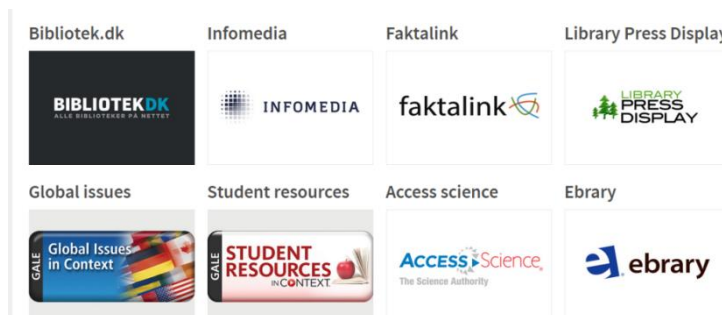 Bibliotek.dk
Infomedia
Faktalink
Library Press Display
BIBLIOTEKDK
ALLE BIBLIOTEKER PÅ NETTET
INFOMEDIA
faktalink
LIBRARY
PRESS
DISPLAY
Global issues
Student resources
Access science
Ebrary
GALE
Global Issues
in Context
GALE
STUDENT
RESOURCES
IN CONTEXT
ACCESS Science
The Science Authority
ebrary